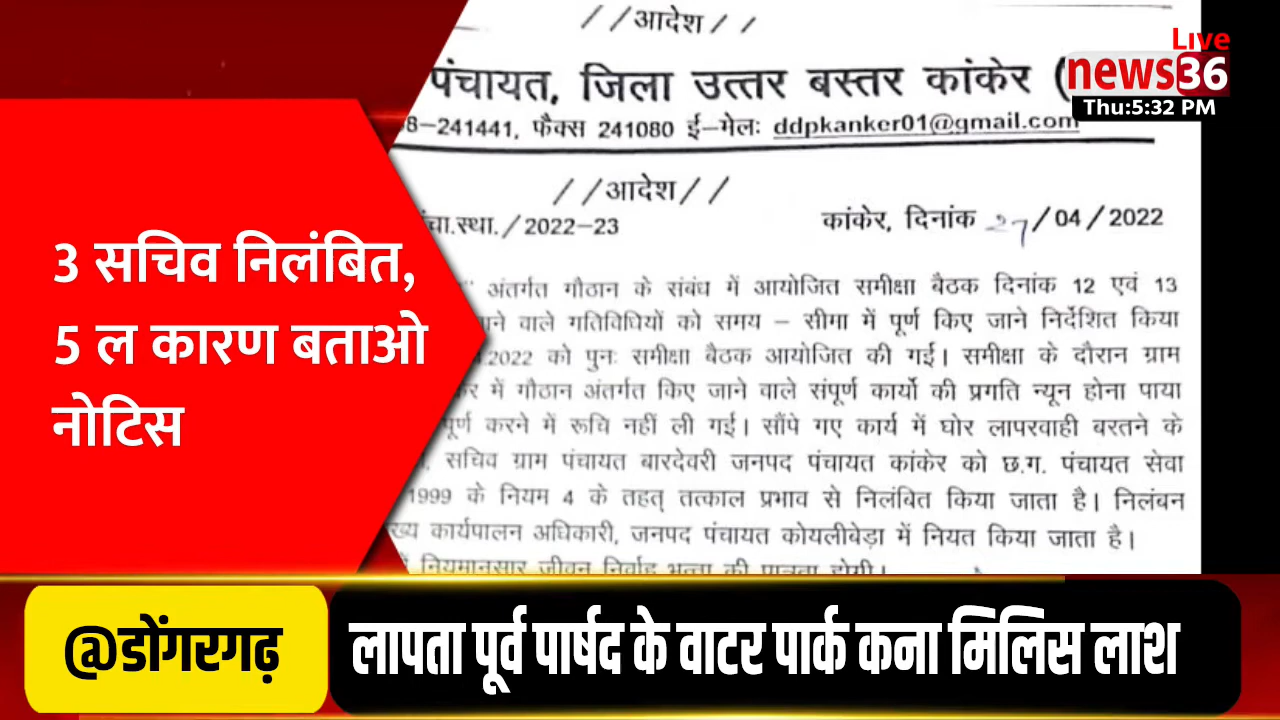 //आदेश//
पंचायत, जिला उत्तर बस्तर कांकेर (
8–241441, फैक्स 241080 ई–मेलः ddpkanker01@gmail.com
//आदेश//
चा.स्था./2022–23 कांकेर, दिनांक 27/04/2022
अंतर्गत गौठान के संबंध में आयोजित समीक्षा बैठक दिनांक 12 एवं 13
वाले गतिविधियों को समय – सीमा में पूर्ण किए जाने निर्देशित किया
2022 को पुनः समीक्षा बैठक आयोजित की गई। समीक्षा के दौरान ग्राम
में गौठान अंतर्गत किए जाने वाले संपूर्ण कार्यो की प्रगति न्यून होना पाया
पूर्ण करने में रूचि नहीं ली गई। सौंपे गए कार्य में घोर लापरवाही बरतने के
, सचिव ग्राम पंचायत बारदेवरी जनपद पंचायत कांकेर को छ.ग. पंचायत सेवा
1999 के नियम 4 के तहत् तत्काल प्रभाव से निलंबित किया जाता है। निलंबन
कार्यपालन अधिकारी, जनपद पंचायत कोयलीबेड़ा में नियत किया जाता है।
नियमानुसार जीवन निर्वाह भत्ता की पात्रता होगी।
Live
news36
Thu:5:32 PM
3 सचिव निलंबित,
5 ल कारण बताओ
नोटिस
@डोंगरगढ़ लापता पूर्व पार्षद के वाटर पार्क कना मिलिस लाश